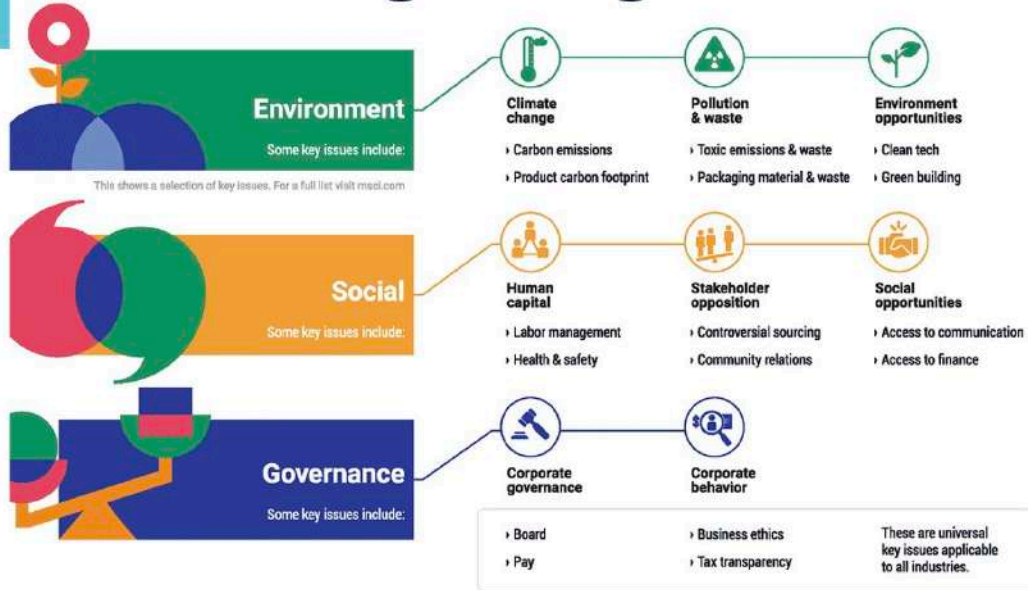 Environment
Some key issues include:
This shows a selection of key issues. For a full list visit msci.com
Climate
change
› Carbon emissions
› Product carbon footprint
Pollution
& waste
› Toxic emissions & waste
› Packaging material & waste
Environment
opportunities
› Clean tech
› Green building
Social
Some key issues include:
Human
capital
› Labor management
› Health & safety
Stakeholder
opposition
› Controversial sourcing
› Community relations
Social
opportunities
› Access to communication
› Access to finance
Governance
Some key issues include:
Corporate
governance
› Board
› Pay
Corporate
behavior
› Business ethics
› Tax transparency
These are universal
key issues applicable
to all industries.